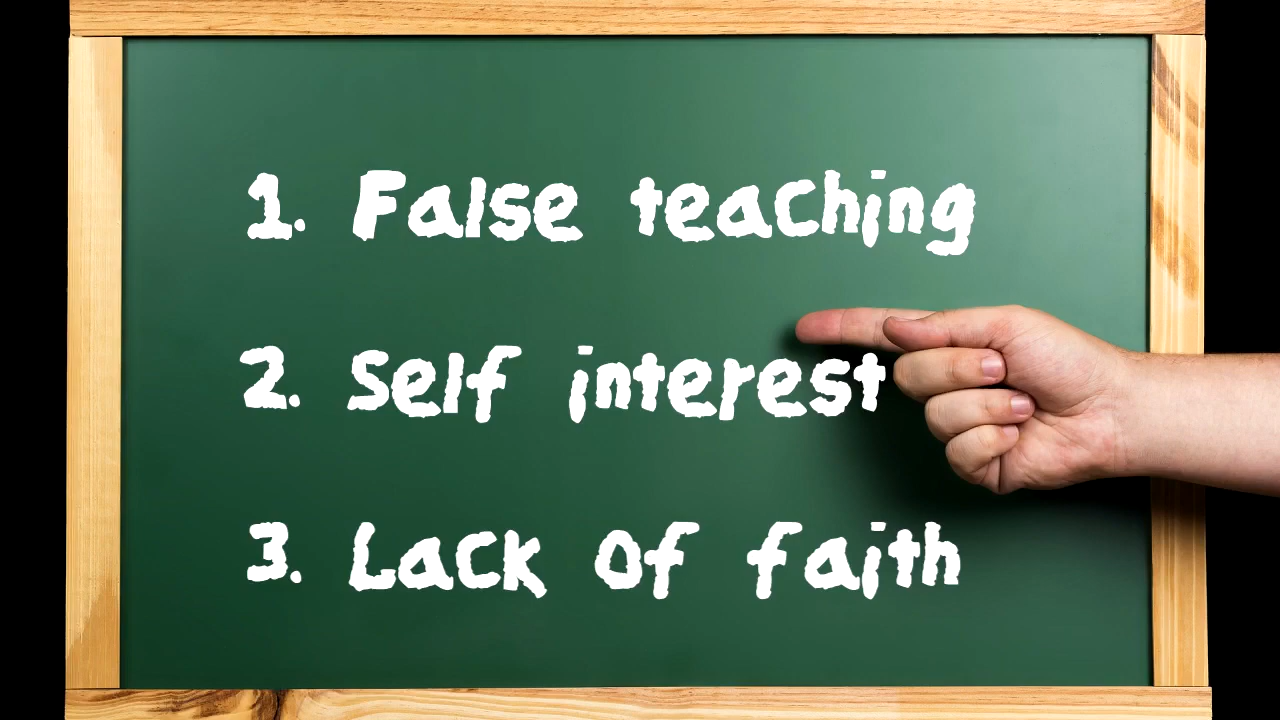 1. False teaching
2. Self interest
3. Lack of faith